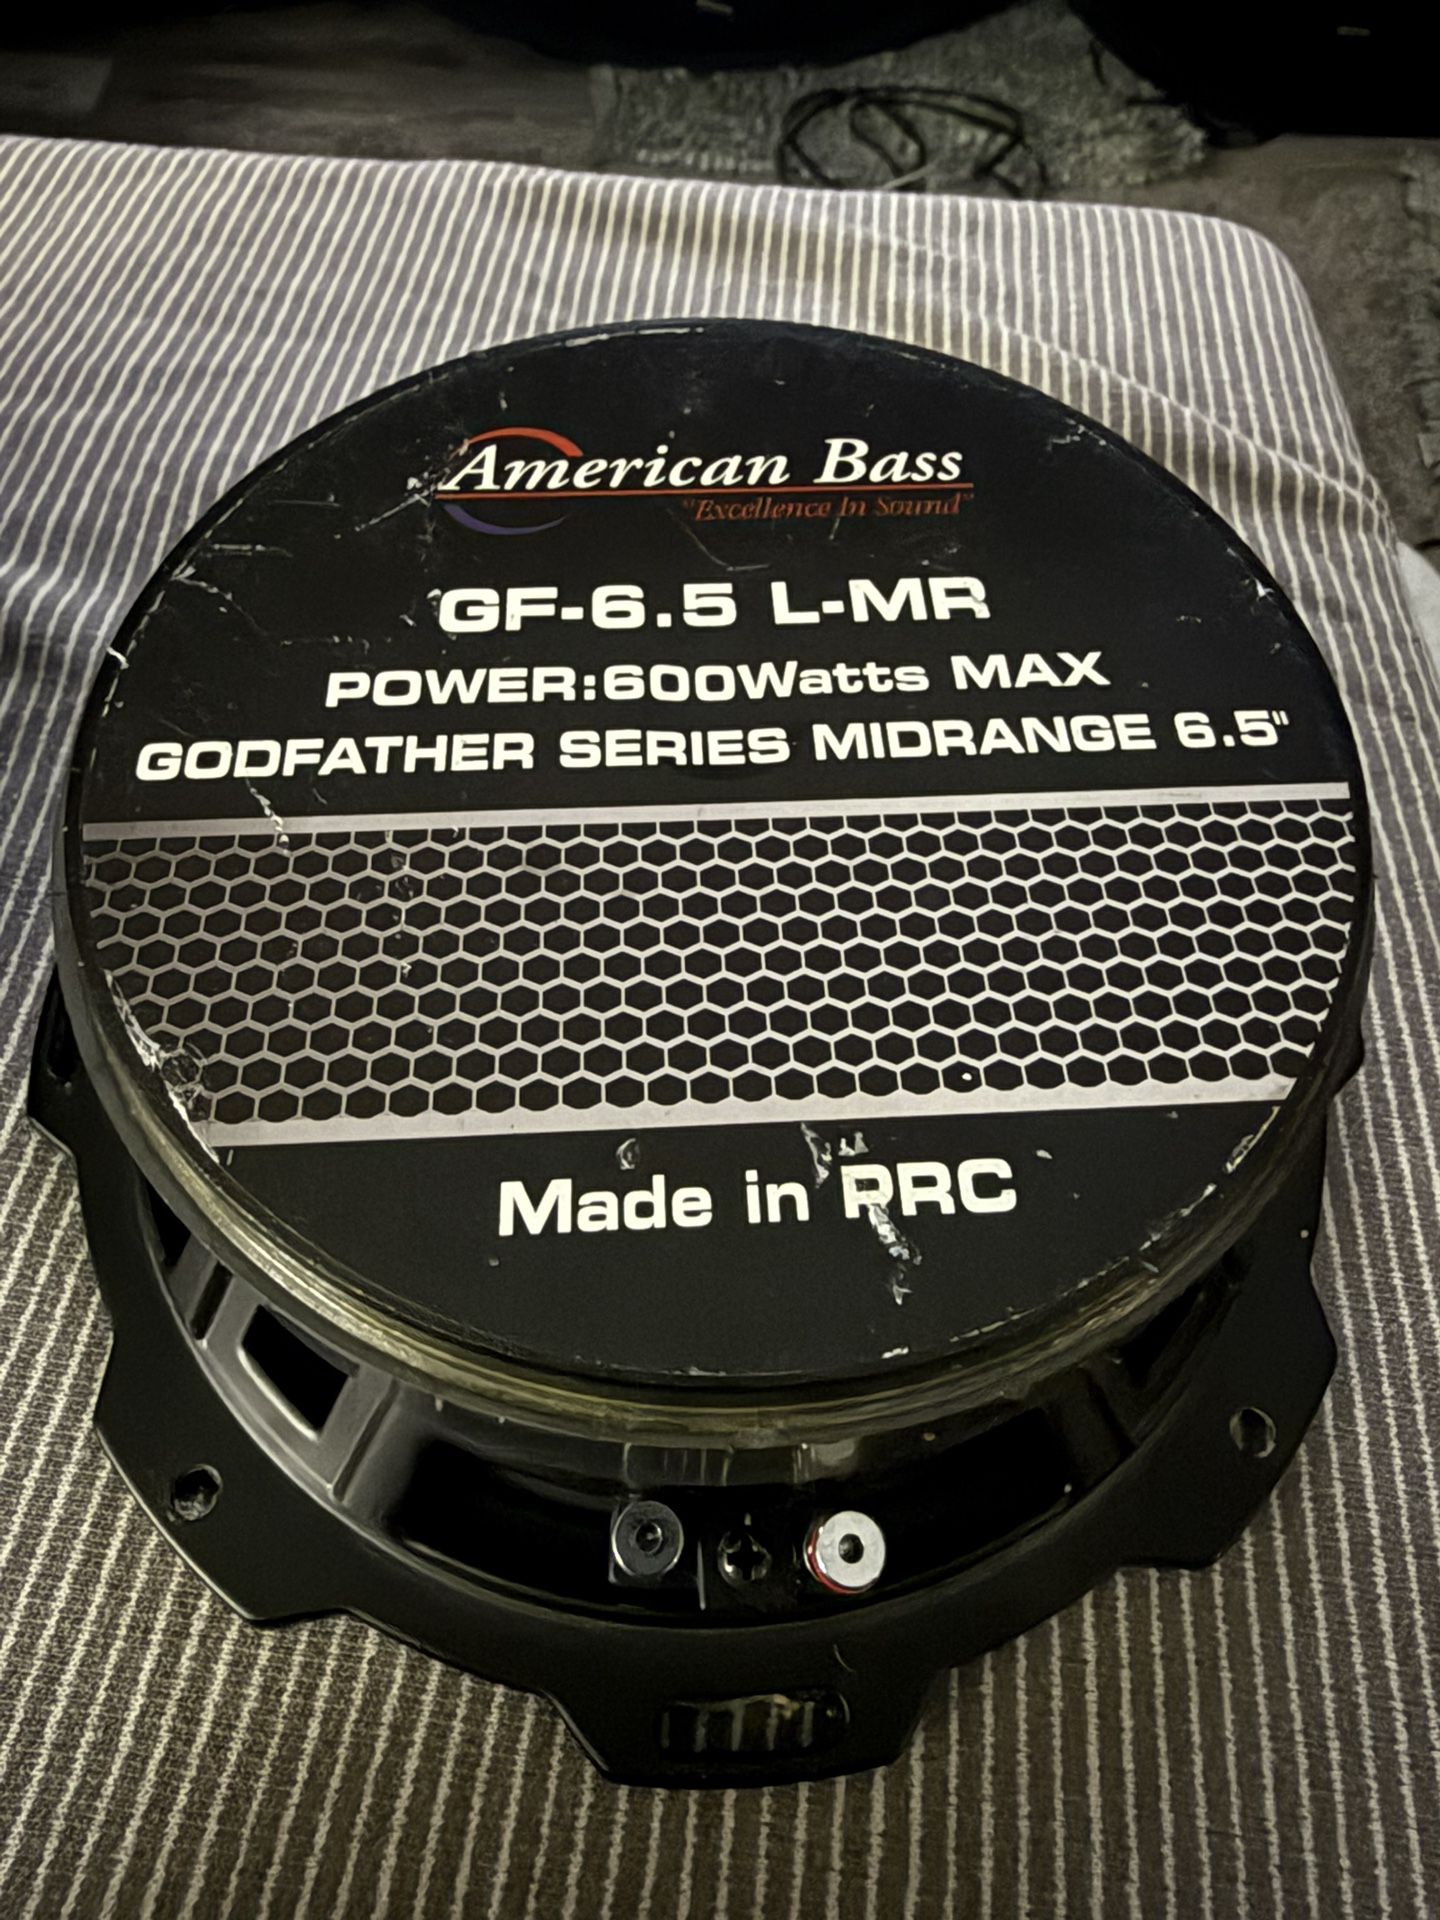 American Bass
"Excellence In Sound"
GF-6.5 L-MR
POWER:600Watts MAX
GODFATHER SERIES MIDRANGE 6.5"
Made in PRC